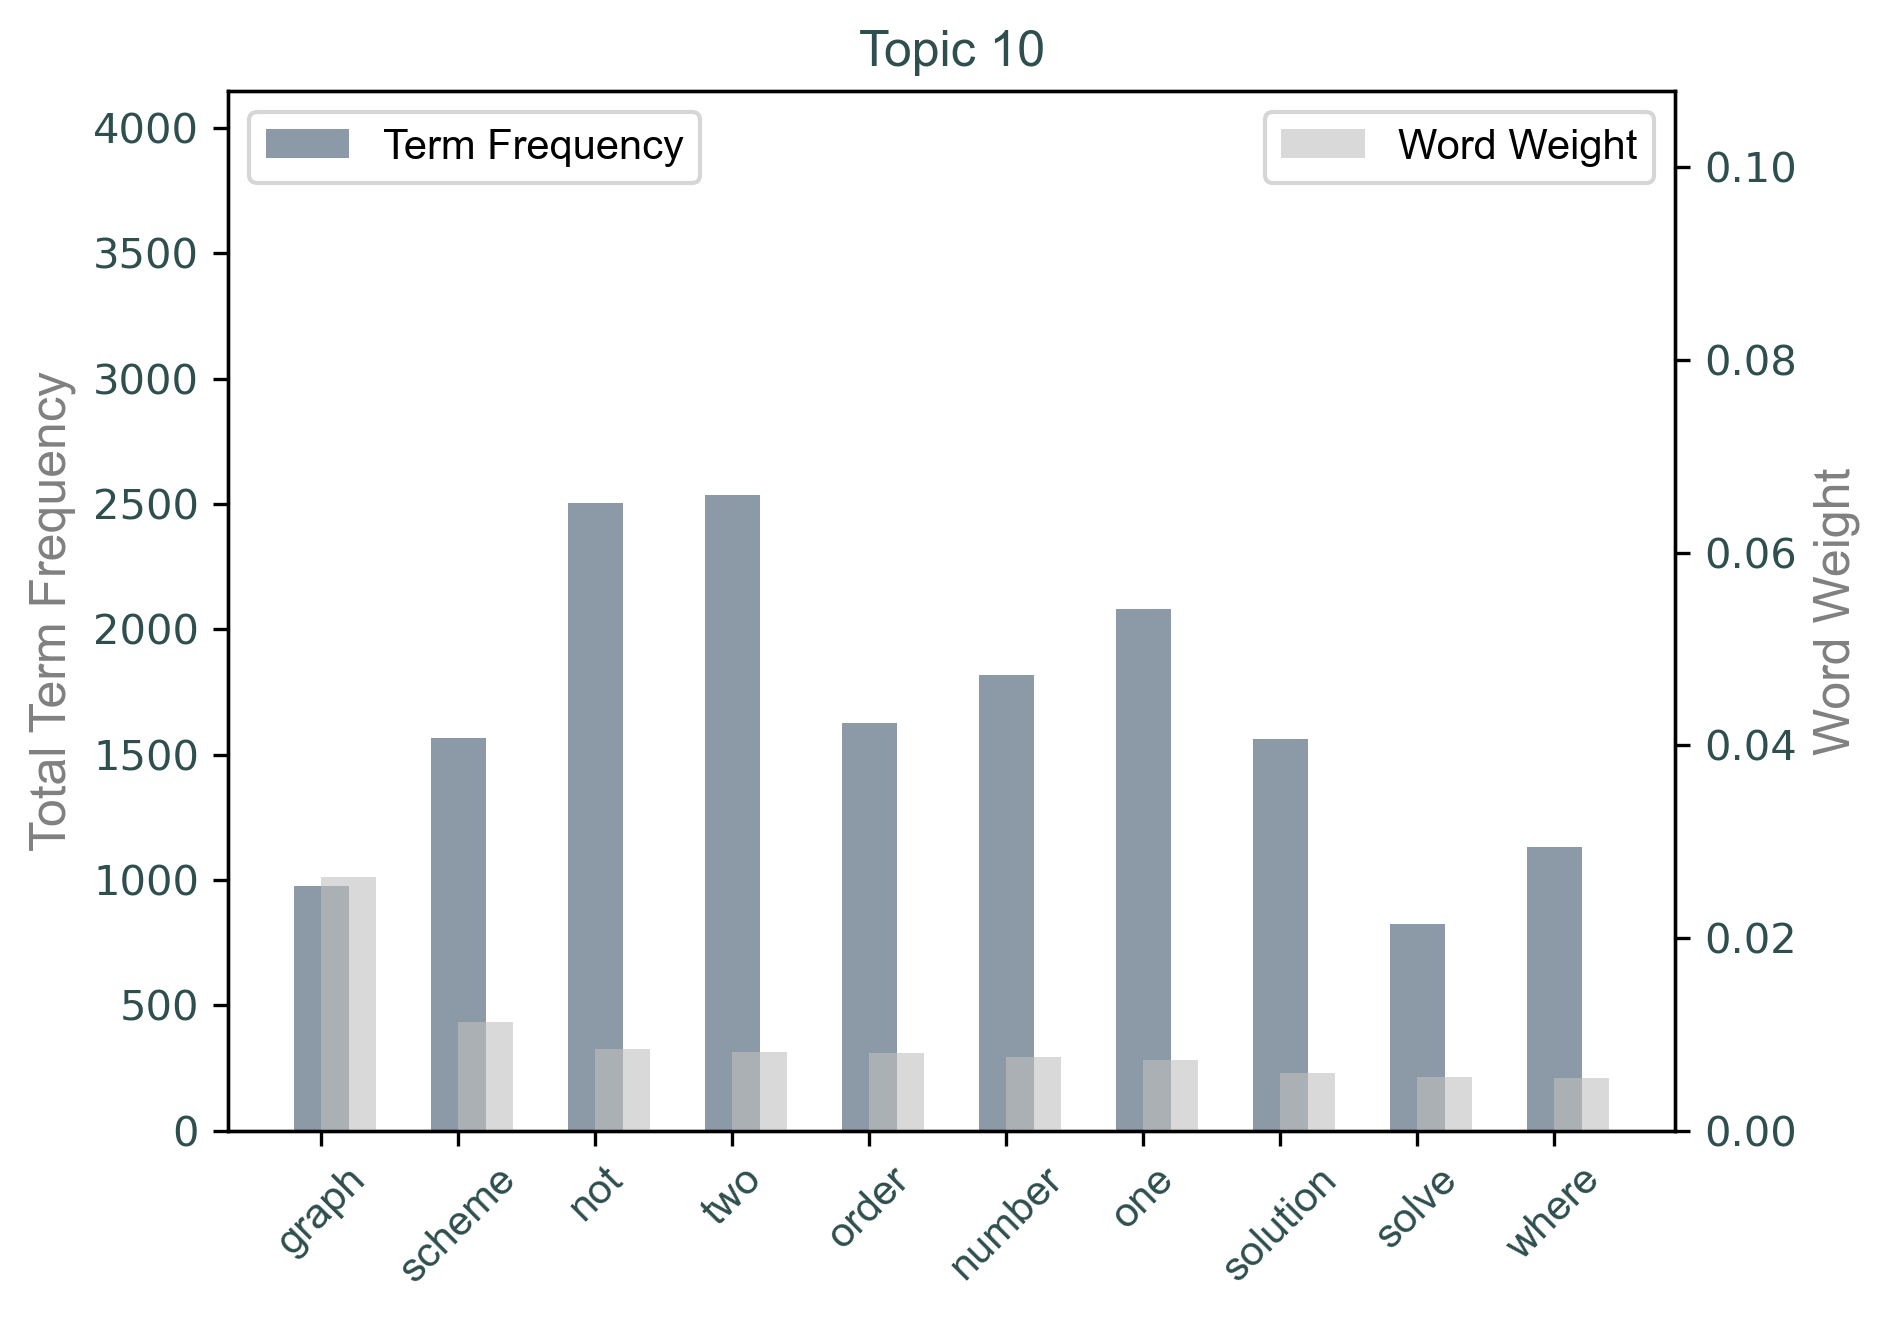 Topic 10
Term Frequency
Word Weight
Total Term Frequency
4000
3500
3000
2500
2000
1500
1000
500
0
0.10
0.08
0.06
0.04
0.02
0.00
Word Weight
graph
scheme
not
two
order
number
one
solution
solve
where